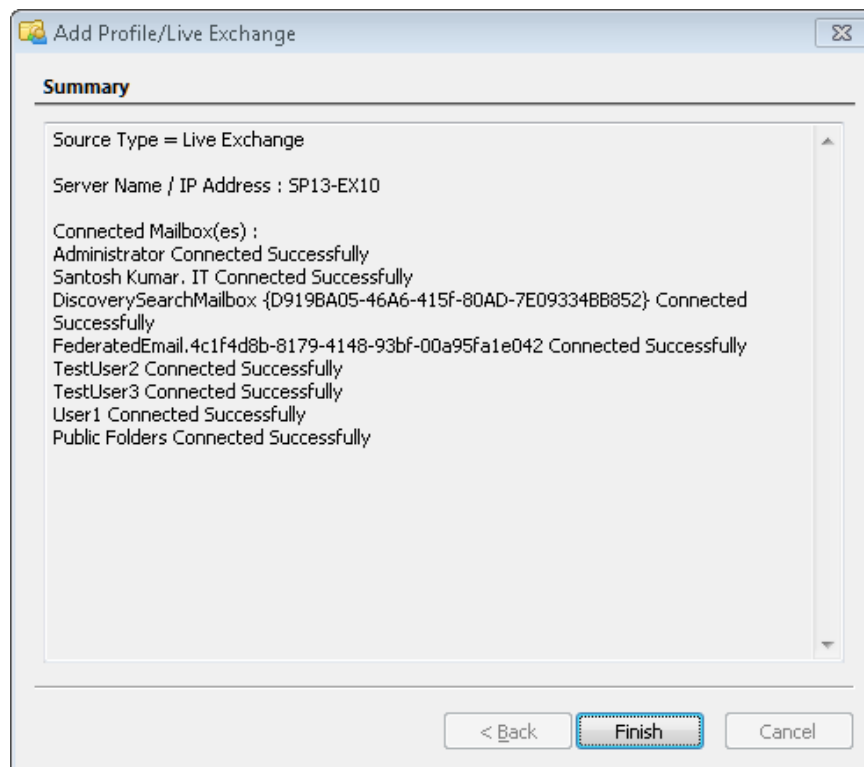 Add Profile/Live Exchange
Summary
Source Type = Live Exchange
Server Name / IP Address : SP13-EX10
Connected Mailbox(es) :
Administrator Connected Successfully
Santosh Kumar. IT Connected Successfully
DiscoverySearchMailbox {D919BA05-46A6-415f-80AD-7E09334BB852} Connected
Successfully
FederatedEmail.4c1f4d8b-8179-4148-93bf-00a95fa1e042 Connected Successfully
TestUser2 Connected Successfully
TestUser3 Connected Successfully
User1 Connected Successfully
Public Folders Connected Successfully
< Back Finish Cancel